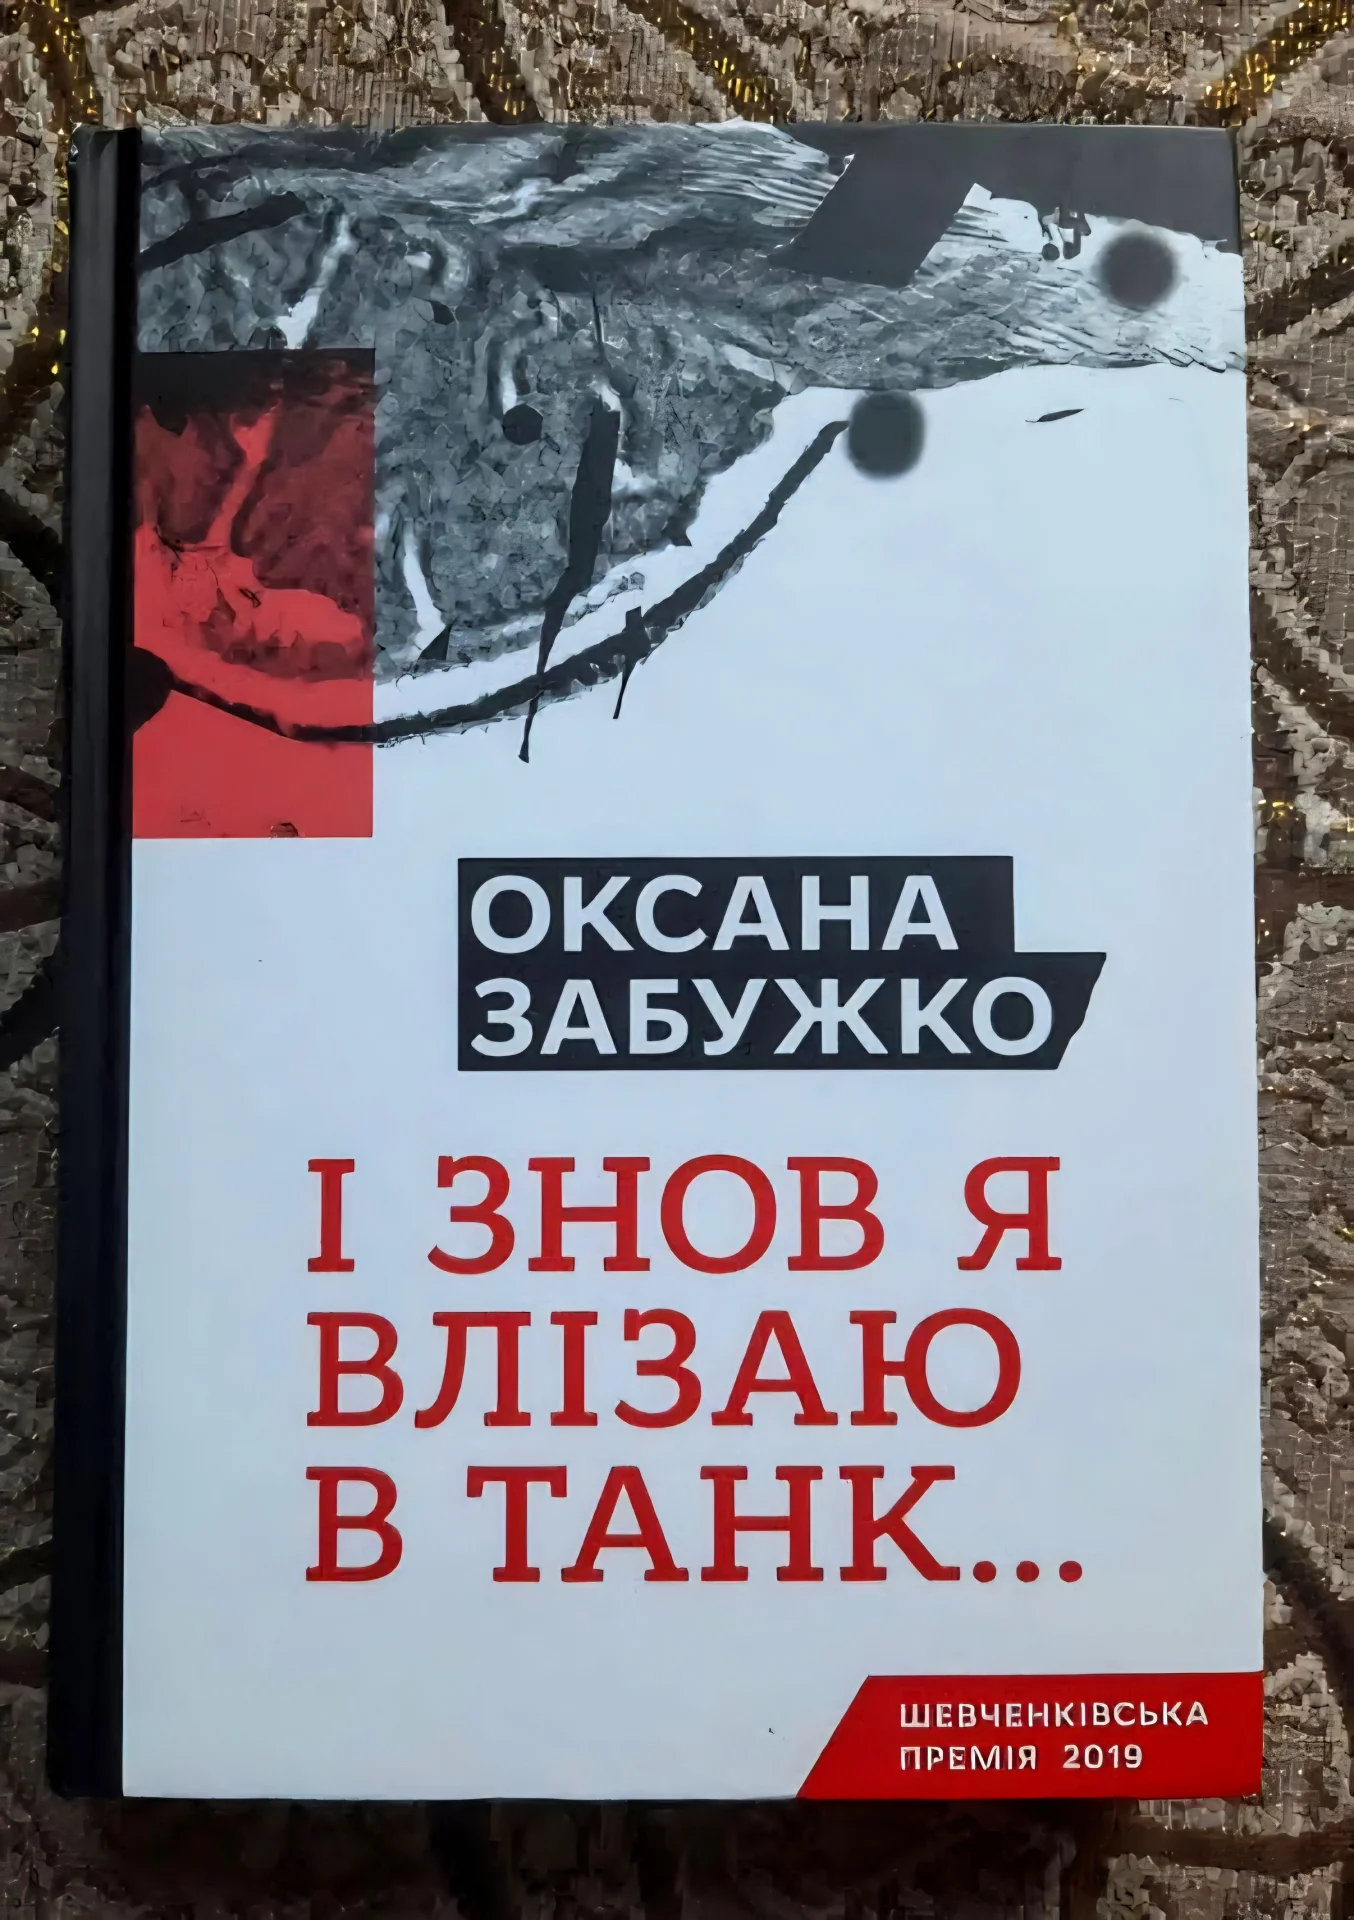 ОКСАНА
ЗАБУЖКО
І ЗНОВ Я
ВЛІЗАЮ
В ТАНК...
ШЕВЧЕНКІВСЬКА
ПРЕМІЯ 2019